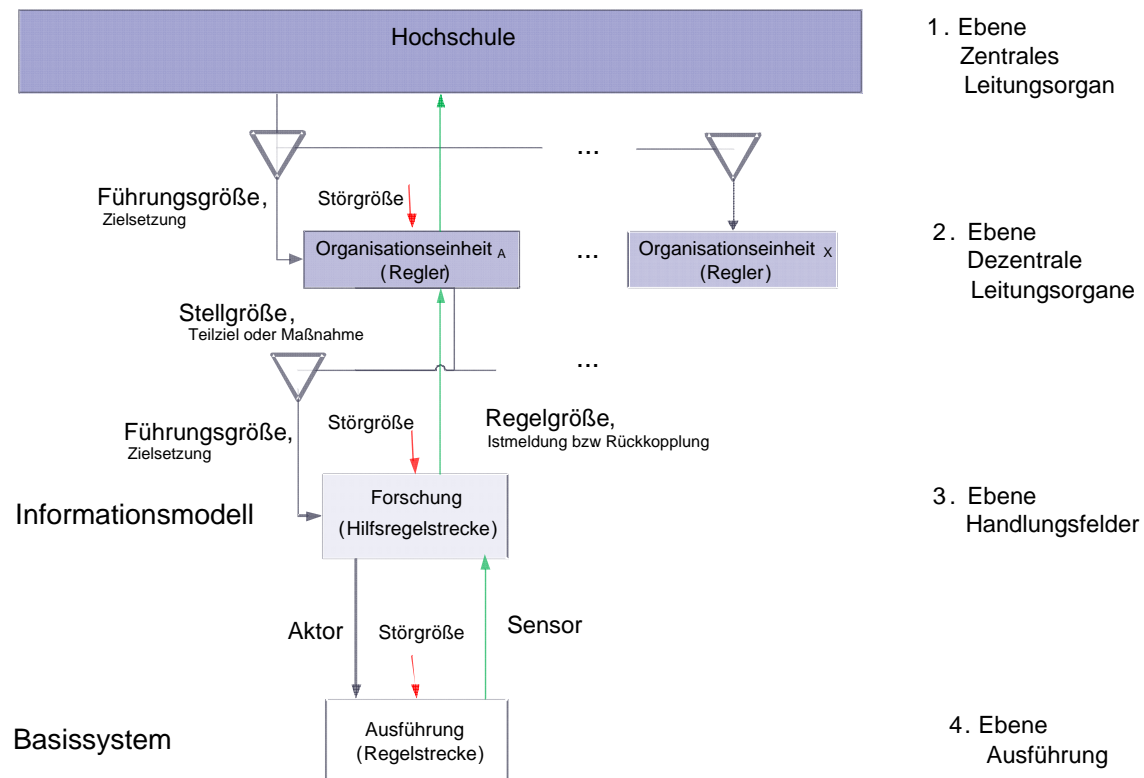 Hochschule
1. Ebene
Zentrales
Leitungsorgan
...
Führungsgröße,
Zielsetzung
Störgröße
Organisationseinheit A
(Regler)
...
Organisationseinheit X
(Regler)
2. Ebene
Dezentrale
Leitungsorgane
Stellgröße,
Teilziel oder Maßnahme
...
Führungsgröße,
Zielsetzung
Störgröße
Regelgröße,
Istmeldung bzw Rückkopplung
Informationsmodell
Forschung
(Hilfsregelstrecke)
3. Ebene
Handlungsfelder
Aktor
Störgröße
Sensor
Basissystem
Ausführung
(Regelstrecke)
4. Ebene
Ausführung